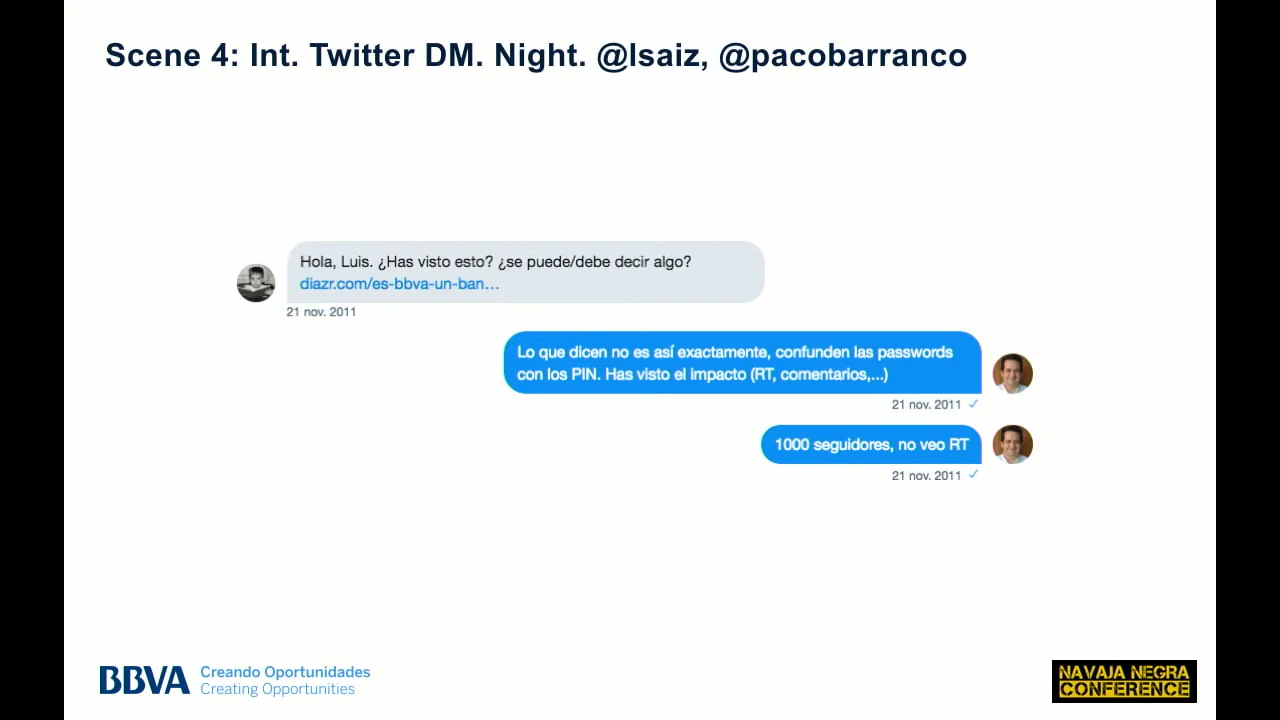 Scene 4: Int. Twitter DM. Night. @lsaiz, @pacobarranco
Hola, Luis. ¿Has visto esto? ¿se puede/debe decir algo?
diazr.com/es-bbva-un-ban…
21 nov. 2011
Lo que dicen no es así exactamente, confunden las passwords
con los PIN. Has visto el impacto (RT, comentarios,...)
21 nov. 2011
1000 seguidores, no veo RT
21 nov. 2011
BBVA
Creando Oportunidades
Creating Opportunities
NAVAJA NEGRA
CONFERENCE